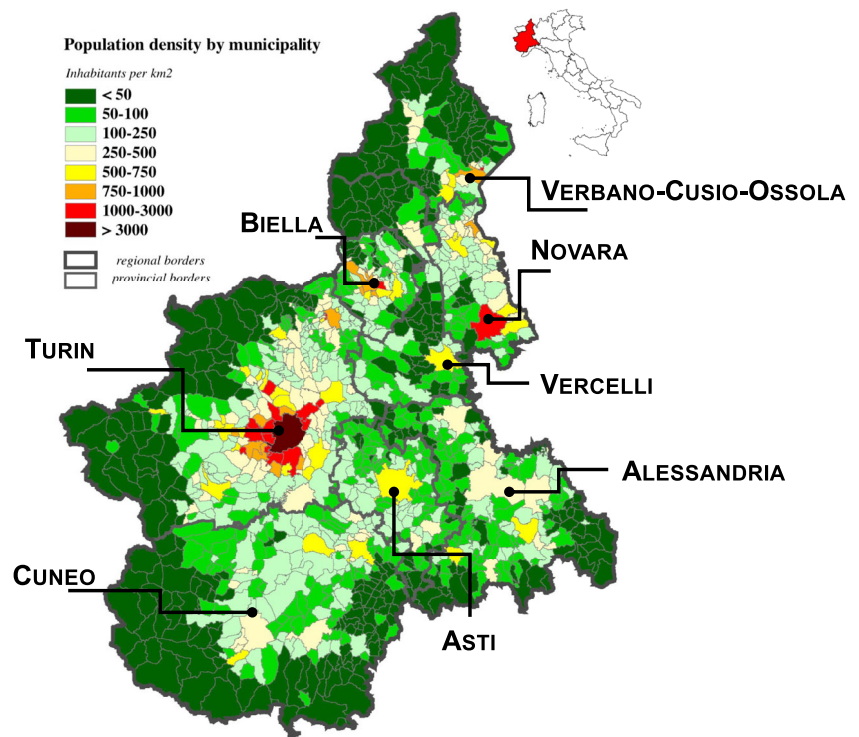 Population density by municipality
Inhabitants per km2
< 50
50-100
100-250
250-500
500-750
750-1000
1000-3000
> 3000
regional borders
provincial borders
VERBANO-CUSIO-OSSOLA
BIELLA
NOVARA
TURIN
VERCELLI
ALESSANDRIA
CUNEO
ASTI